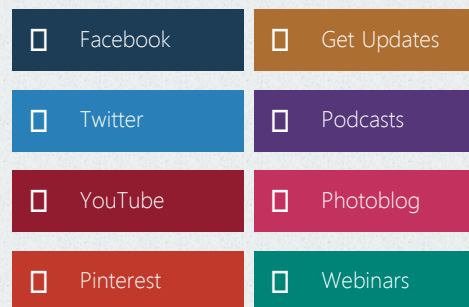 Facebook
Get Updates
Twitter
Podcasts
YouTube
Photoblog
Pinterest
Webinars